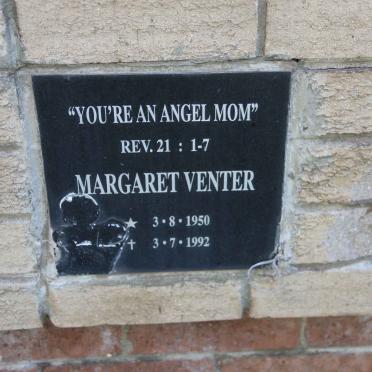 "YOU'RE AN ANGEL MOM"
REV. 21 : 1-7
MARGARET VENTER
★ 3·8·1950
✝ 3·7·1992